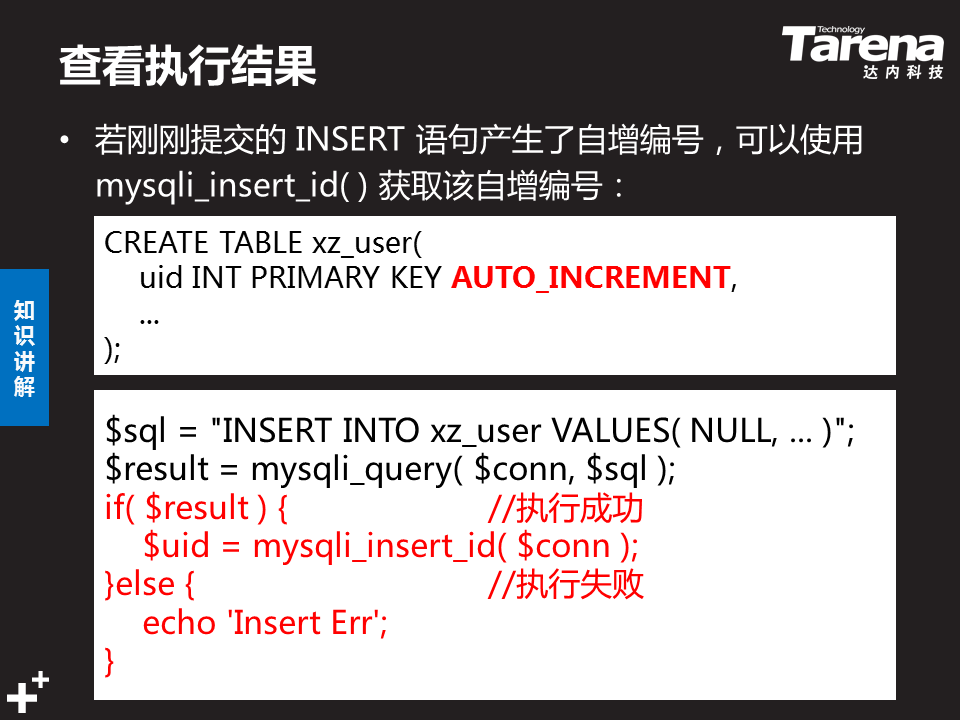 查看执行结果
Technology
Tarena
达内科技
• 若刚刚提交的 INSERT 语句产生了自增编号，可以使用
mysqli_insert_id( ) 获取该自增编号：
CREATE TABLE xz_user(
uid INT PRIMARY KEY AUTO_INCREMENT,
...
);
知识讲解
$sql = "INSERT INTO xz_user VALUES( NULL, ... )";
$result = mysqli_query( $conn, $sql );
if( $result ) { //执行成功
$uid = mysqli_insert_id( $conn );
}else { //执行失败
echo 'Insert Err';
}